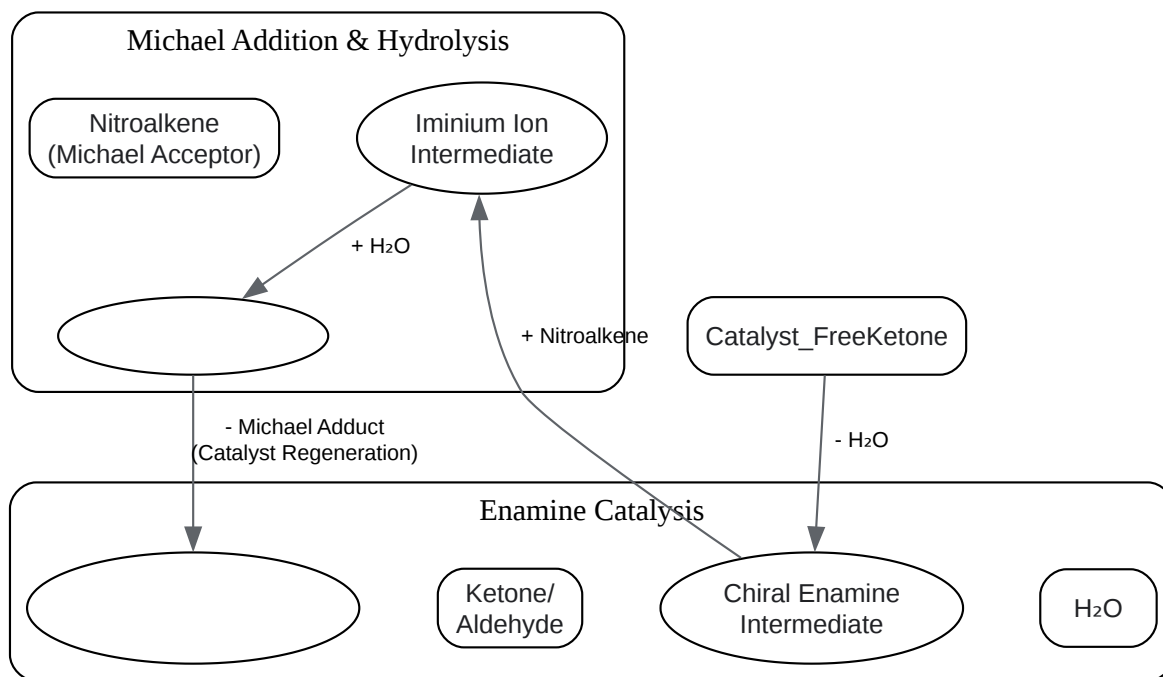 Michael Addition & Hydrolysis
Nitroalkene
(Michael Acceptor)
Iminium Ion
Intermediate
+ H₂O
+ Nitroalkene
Catalyst_FreeKetone
- Michael Adduct
(Catalyst Regeneration)
- H₂O
Enamine Catalysis
Ketone/
Aldehyde
Chiral Enamine
Intermediate
H₂O